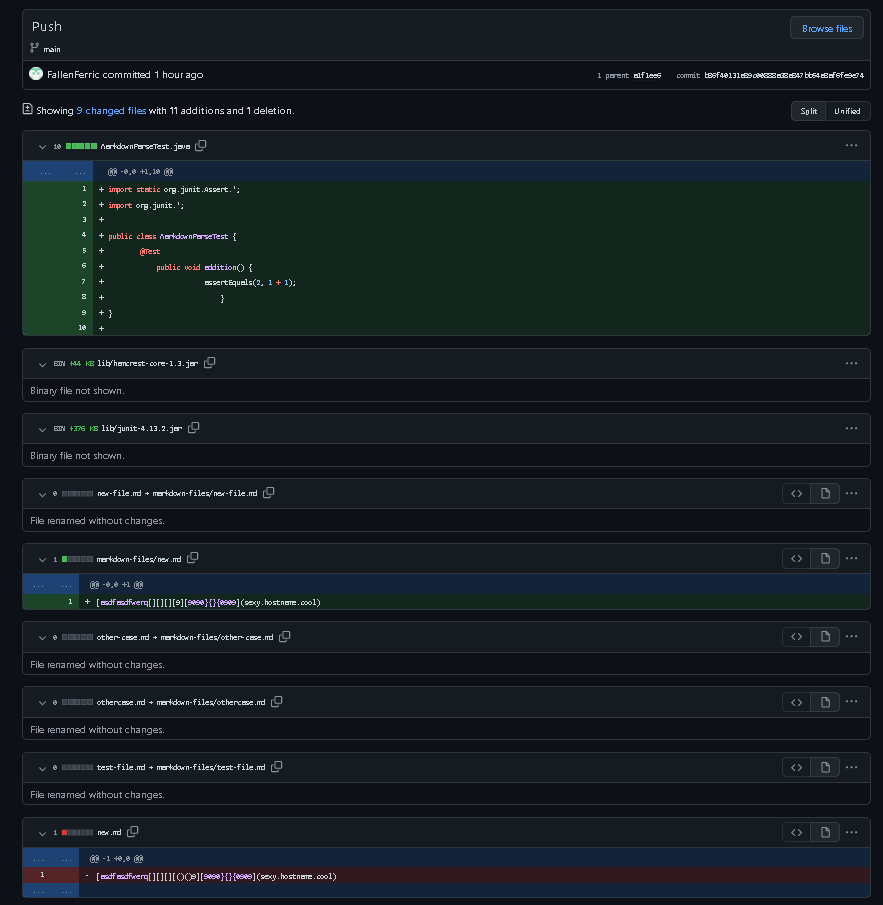 Push
Browse files
main
FallenFerric committed 1 hour ago
1 parent a1f1ee6 commit
Showing 9 changed files with 11 additions and 1 deletion.
Split Unified
10 MarkdownParseTest.java
... ... @@ -0,0 +1,10 @@
1 + import static org.junit.Assert.*;
2 + import org.junit.*;
3 +
4 + public class MarkdownParseTest {
5 + @Test
6 + public void addition() {
7 + assertEquals(2, 1 + 1);
8 + }
9 + }
10 +
BIN +44 KB lib/hamcrest-core-1.3.jar
Binary file not shown.
BIN +376 KB lib/junit-4.13.2.jar
Binary file not shown.
0 new-file.md → markdown-files/new-file.md
File renamed without changes.
1 markdown-files/new.md
... ... @@ -0,0 +1 @@
1 + [asdfasdfwerq[][][][9][9090}{}{0909](sexy.hostname.cool)
0 other-case.md → markdown-files/other-case.md
File renamed without changes.
0 othercase.md → markdown-files/othercase.md
File renamed without changes.
0 test-file.md → markdown-files/test-file.md
File renamed without changes.
1 new.md
... ... @@ -1 +0,0 @@
1 - [asdfasdfwerq[][][][()()9][9090}{}{0909](sexy.hostname.cool)
... ...